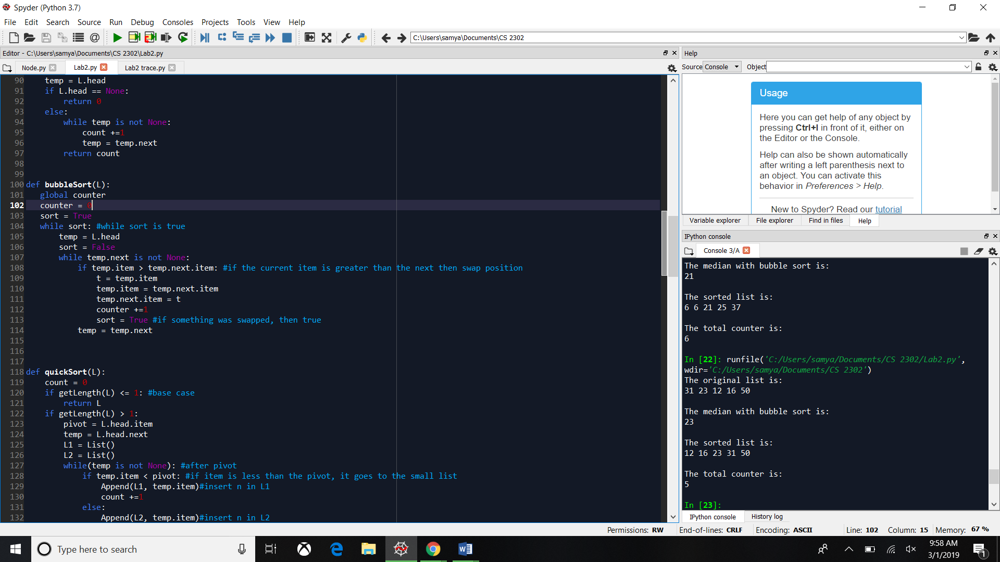 Spyder (Python 3.7)
File Edit Search Source Run Debug Consoles Projects Tools View Help
C:\Users\samya\Documents\CS 2302
Editor - C:\Users\samya\Documents\CS 2302\Lab2.py
Node.py Lab2.py Lab2 trace.py
90 temp = L.head
91 if L.head == None:
92 return 0
93 else:
94 while temp is not None:
95 count +=1
96 temp = temp.next
97 return count
98
99
100 def bubbleSort(L):
101 global counter
102 counter = 0
103 sort = True
104 while sort: #while sort is true
105 temp = L.head
106 sort = False
107 while temp.next is not None:
108 if temp.item > temp.next.item: #if the current item is greater than the next then swap position
109 t = temp.item
110 temp.item = temp.next.item
111 temp.next.item = t
112 counter +=1
113 sort = True #if something was swapped, then true
114 temp = temp.next
115
116
117
118 def quickSort(L):
119 count = 0
120 if getLength(L) <= 1: #base case
121 return L
122 if getLength(L) > 1:
123 pivot = L.head.item
124 temp = L.head.next
125 L1 = List()
126 L2 = List()
127 while(temp is not None): #after pivot
128 if temp.item < pivot: #if item is less than the pivot, it goes to the small list
129 Append(L1, temp.item)#insert n in L1
130 count +=1
131 else:
132 Append(L2, temp.item)#insert n in L2
Help
Source Console Object
Usage
Here you can get help of any object by
pressing Ctrl+I in front of it, either on
the Editor or the Console.
Help can also be shown automatically
after writing a left parenthesis next to
an object. You can activate this
behavior in Preferences > Help.
New to Spyder? Read our tutorial
Variable explorer File explorer Find in files Help
IPython console
Console 3/A
The median with bubble sort is:
21
The sorted list is:
6 6 21 25 37
The total counter is:
6
In [22]: runfile('C:/Users/samya/Documents/CS 2302/Lab2.py',
wdir='C:/Users/samya/Documents/CS 2302')
The original list is:
31 23 12 16 50
The median with bubble sort is:
23
The sorted list is:
12 16 23 31 50
The total counter is:
5
In [23]:
IPython console History log
Permissions: RW End-of-lines: CRLF Encoding: ASCII Line: 102 Column: 15 Memory: 67 %
Type here to search
9:58 AM
3/1/2019
1